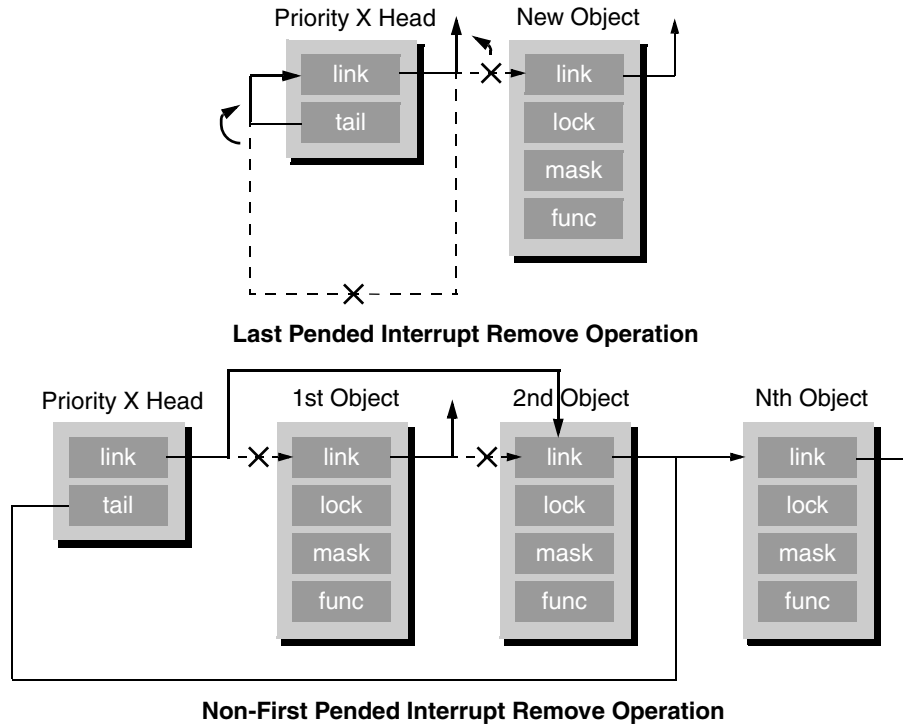 Priority X Head
New Object
link
link
tail
lock
mask
func
Last Pended Interrupt Remove Operation
Priority X Head
1st Object
2nd Object
Nth Object
link
link
link
link
tail
lock
lock
lock
mask
mask
mask
func
func
func
Non-First Pended Interrupt Remove Operation